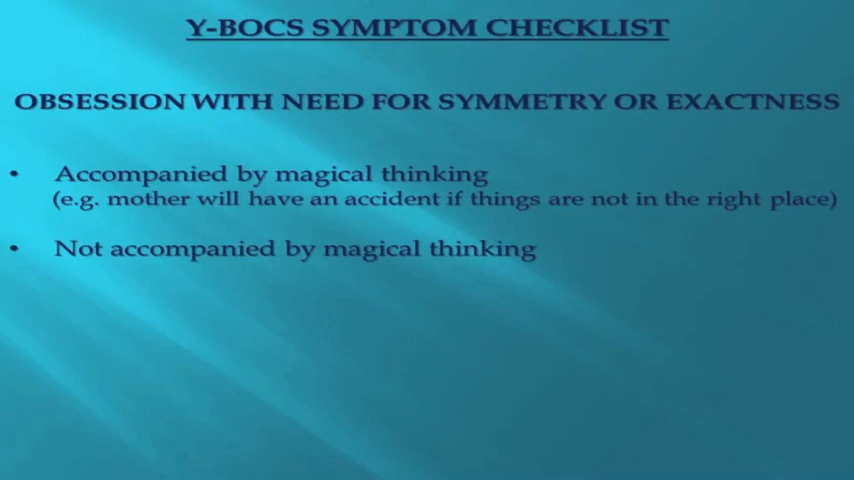 Y-BOCS SYMPTOM CHECKLIST
OBSESSION WITH NEED FOR SYMMETRY OR EXACTNESS
• Accompanied by magical thinking
(e.g. mother will have an accident if things are not in the right place)
• Not accompanied by magical thinking